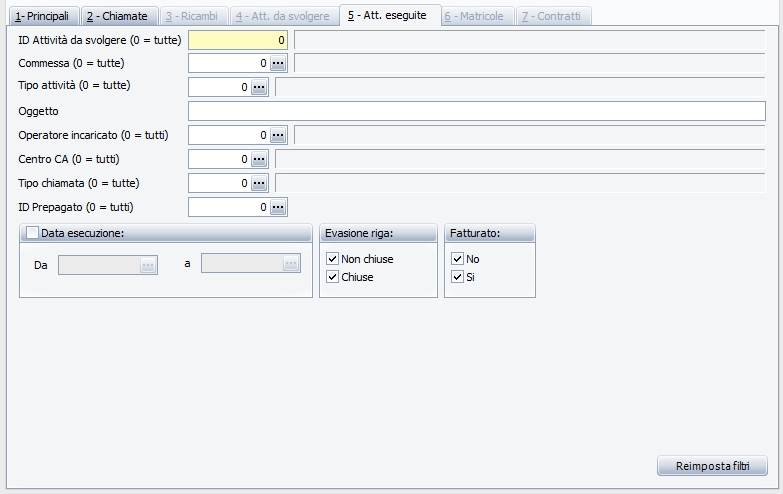 1- Principali 2 - Chiamate 3 - Ricambi 4 - Att. da svolgere 5 - Att. eseguite 6 - Matricole 7 - Contratti
ID Attività da svolgere (0 = tutte) 0
Commessa (0 = tutte) 0 ...
Tipo attività (0 = tutte) 0 ...
Oggetto
Operatore incaricato (0 = tutti) 0 ...
Centro CA (0 = tutti) 0 ...
Tipo chiamata (0 = tutte) 0 ...
ID Prepagato (0 = tutti) 0 ...
Data esecuzione: Evasione riga: Fatturato:
Da ... a ... Non chiuse No
Chiuse Si
Reimposta filtri